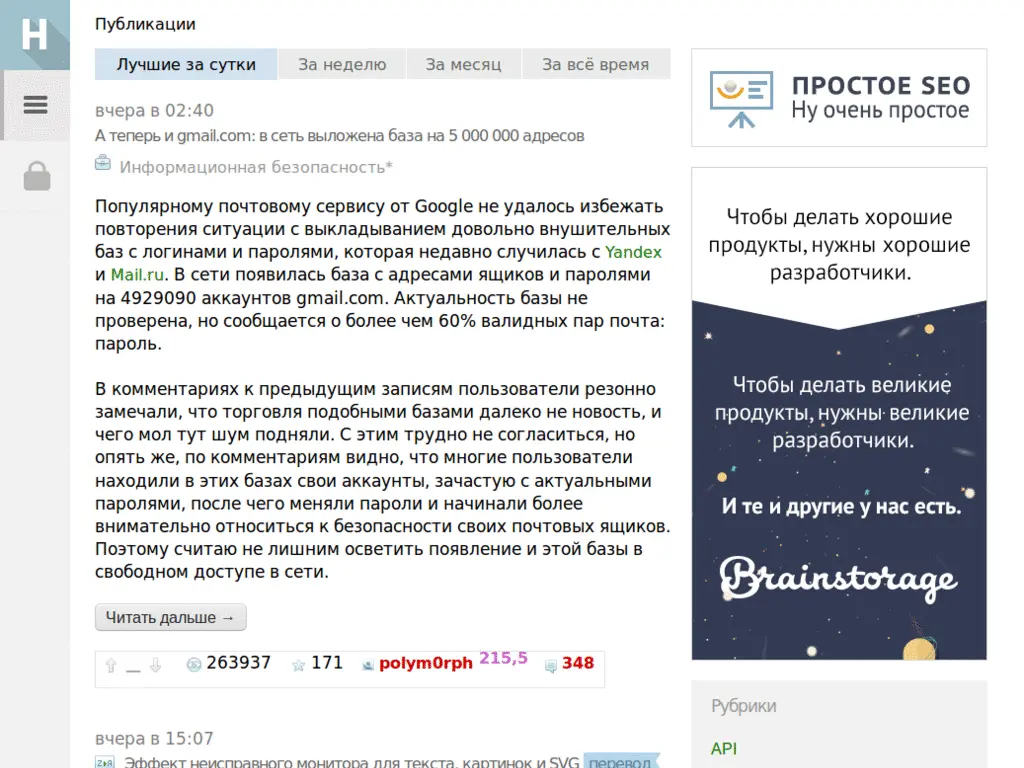 H
Публикации
Лучшие за сутки
За неделю
За месяц
За всё время
вчера в 02:40
А теперь и gmail.com: в сеть выложена база на 5 000 000 адресов
Информационная безопасность*
Популярному почтовому сервису от Google не удалось избежать
повторения ситуации с выкладыванием довольно внушительных
баз с логинами и паролями, которая недавно случилась с Yandex
и Mail.ru. В сети появилась база с адресами ящиков и паролями
на 4929090 аккаунтов gmail.com. Актуальность базы не
проверена, но сообщается о более чем 60% валидных пар почта:
пароль.
В комментариях к предыдущим записям пользователи резонно
замечали, что торговля подобными базами далеко не новость, и
чего мол тут шум подняли. С этим трудно не согласиться, но
опять же, по комментариям видно, что многие пользователи
находили в этих базах свои аккаунты, зачастую с актуальными
паролями, после чего меняли пароли и начинали более
внимательно относиться к безопасности своих почтовых ящиков.
Поэтому считаю не лишним осветить появление и этой базы в
свободном доступе в сети.
Читать дальше →
263937 171 polym0rph 215,5 348
вчера в 15:07
Эффект неисправного монитора для текста, картинок и SVG перевод
ПРОСТОЕ SEO
Ну очень простое
Чтобы делать хорошие
продукты, нужны хорошие
разработчики.
Чтобы делать великие
продукты, нужны великие
разработчики.
И те и другие у нас есть.
Brainstorage
Рубрики
API